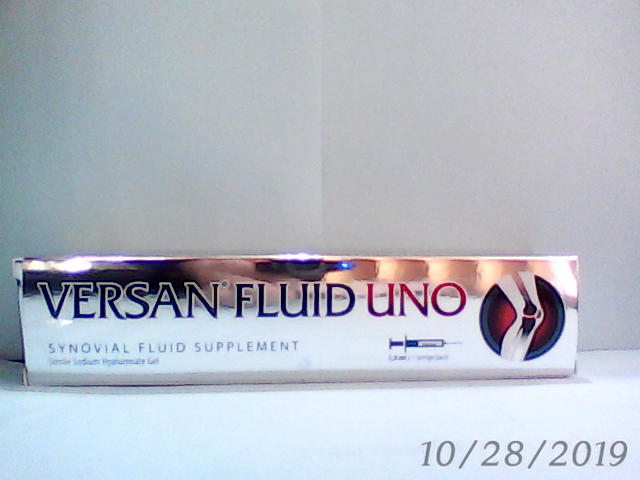 VERSAN® FLUID UNO
SYNOVIAL FLUID SUPPLEMENT
Sterile Sodium Hyaluronate Gel
10/28/2019